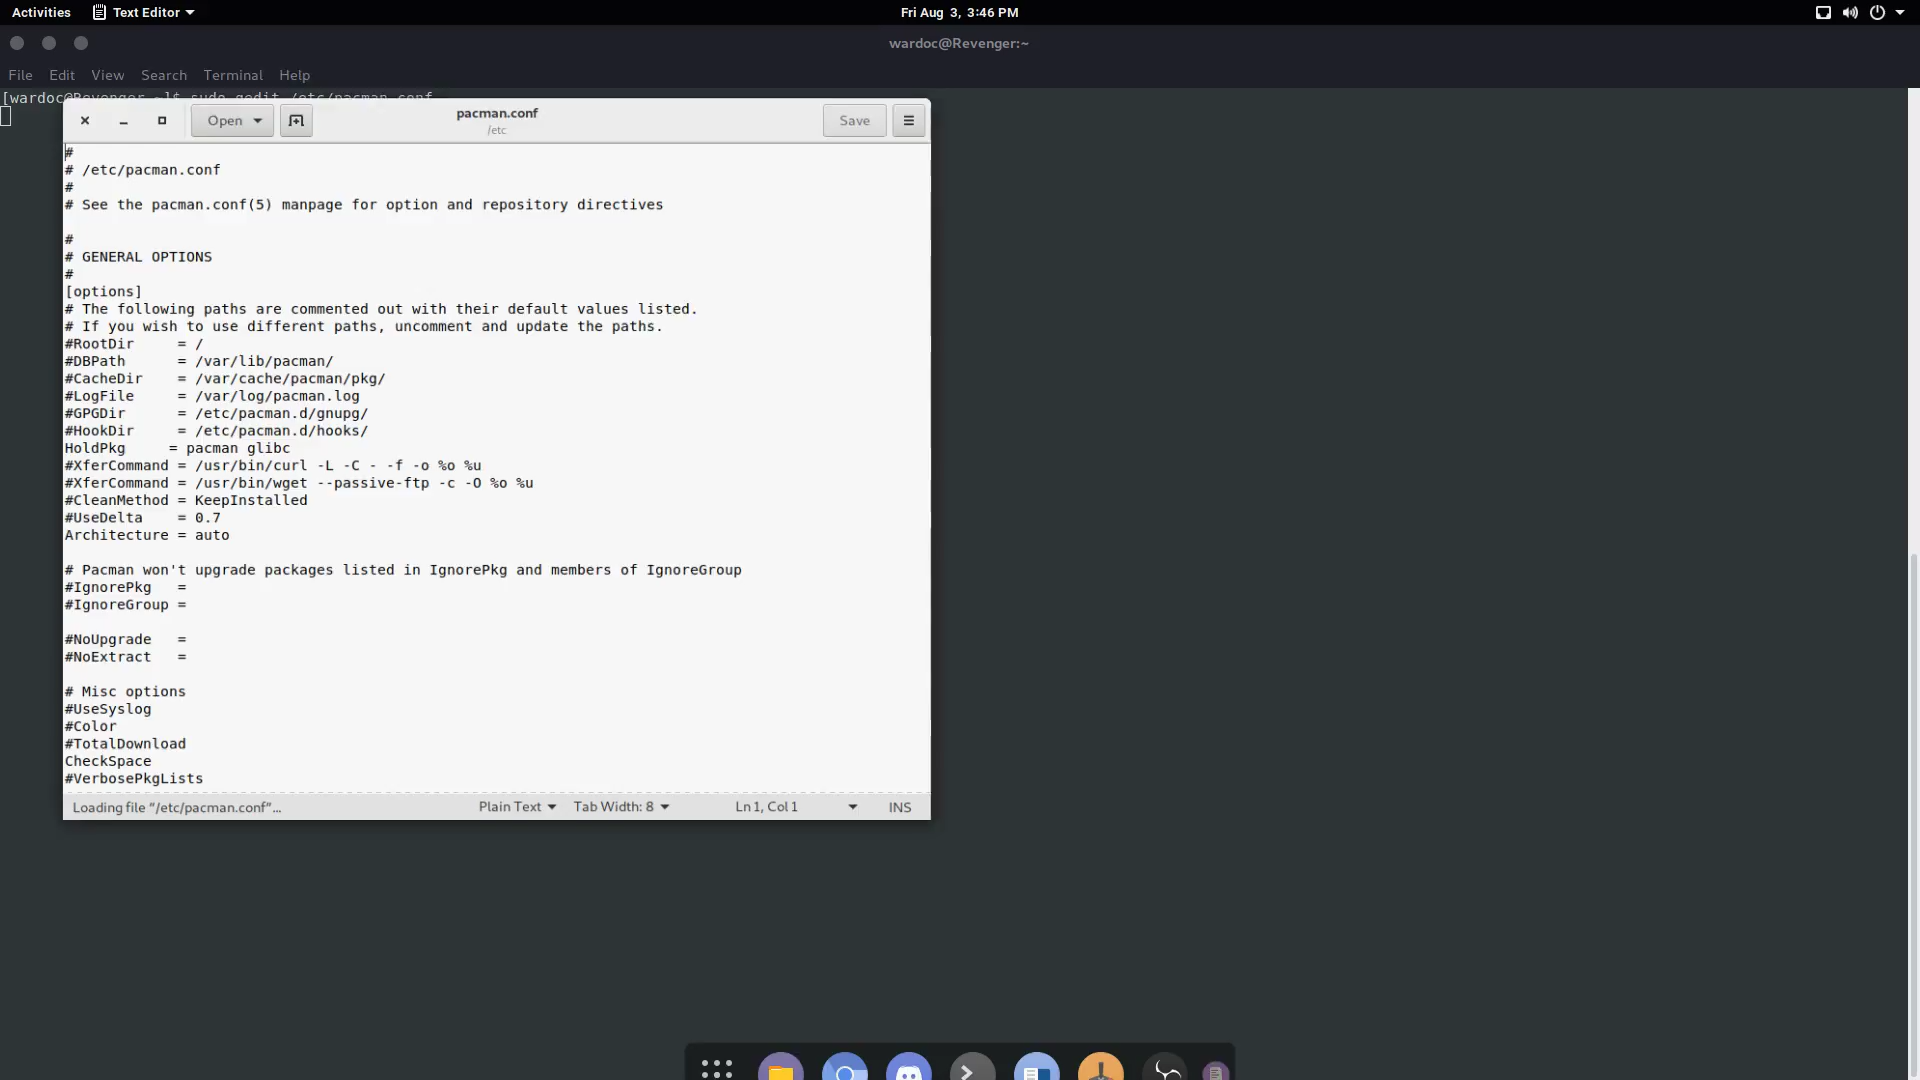 Activities
Text Editor
Fri Aug 3, 3:46 PM
wardoc@Revenger:~
File Edit View Search Terminal Help
[wardoc@Revenger ~]$ sudo gedit /etc/pacman.conf
Open
pacman.conf
/etc
Save
#
# /etc/pacman.conf
#
# See the pacman.conf(5) manpage for option and repository directives
#
# GENERAL OPTIONS
#
[options]
# The following paths are commented out with their default values listed.
# If you wish to use different paths, uncomment and update the paths.
#RootDir     = /
#DBPath      = /var/lib/pacman/
#CacheDir    = /var/cache/pacman/pkg/
#LogFile     = /var/log/pacman.log
#GPGDir      = /etc/pacman.d/gnupg/
#HookDir     = /etc/pacman.d/hooks/
HoldPkg     = pacman glibc
#XferCommand = /usr/bin/curl -L -C - -f -o %o %u
#XferCommand = /usr/bin/wget --passive-ftp -c -O %o %u
#CleanMethod = KeepInstalled
#UseDelta    = 0.7
Architecture = auto
# Pacman won't upgrade packages listed in IgnorePkg and members of IgnoreGroup
#IgnorePkg   =
#IgnoreGroup =
#NoUpgrade   =
#NoExtract   =
# Misc options
#UseSyslog
#Color
#TotalDownload
CheckSpace
#VerbosePkgLists
Loading file “/etc/pacman.conf”…
Plain Text
Tab Width: 8
Ln 1, Col 1
INS